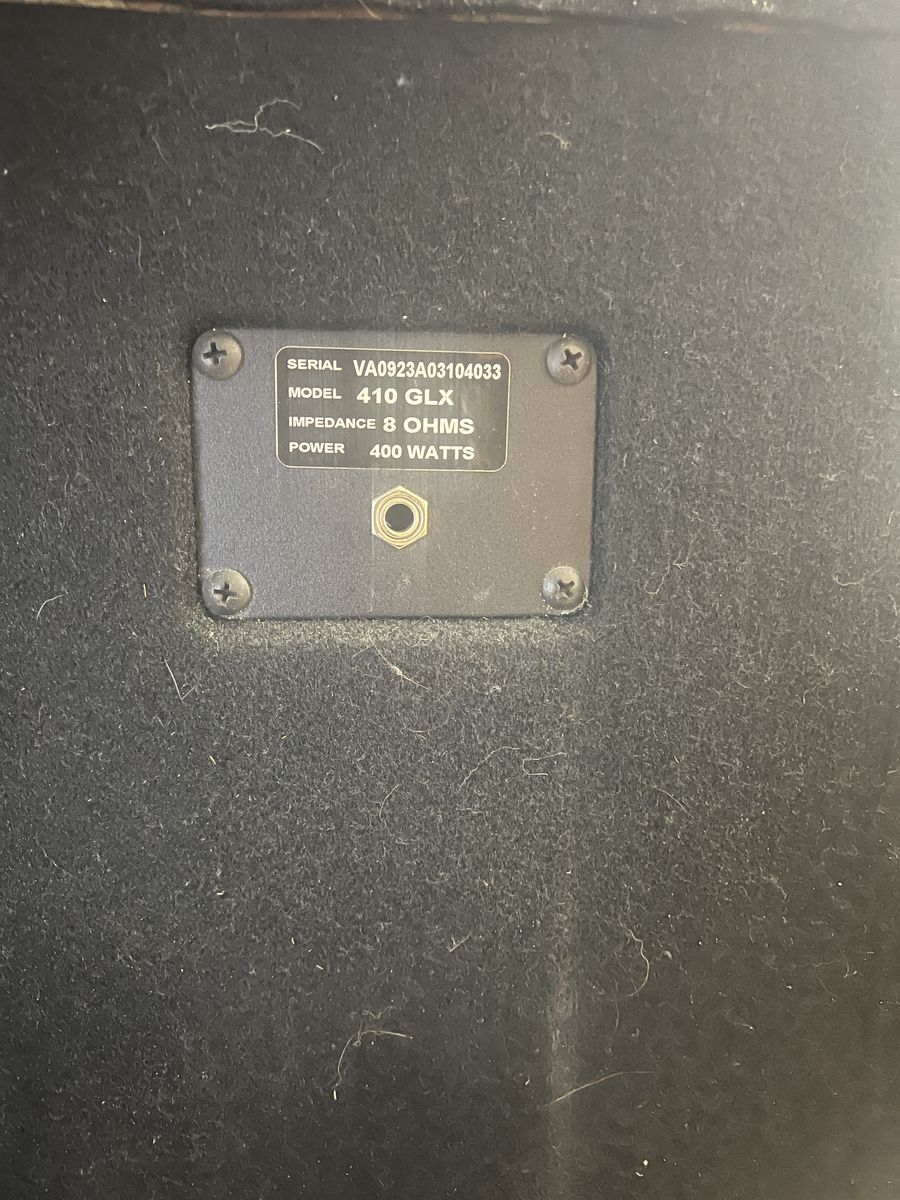 SERIAL VA0923A03104033
MODEL 410 GLX
IMPEDANCE 8 OHMS
POWER 400 WATTS